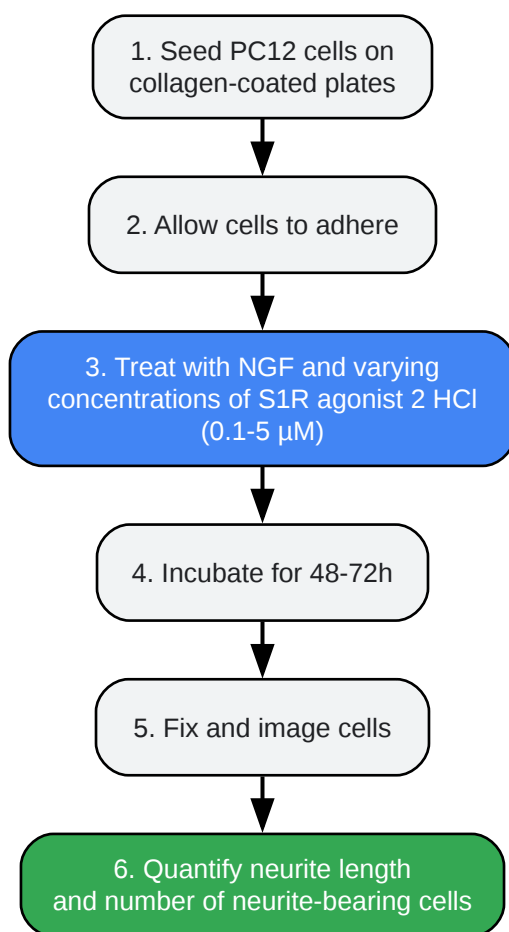 1. Seed PC12 cells on
collagen-coated plates
2. Allow cells to adhere
3. Treat with NGF and varying
concentrations of S1R agonist 2 HCl
(0.1-5 µM)
4. Incubate for 48-72h
5. Fix and image cells
6. Quantify neurite length
and number of neurite-bearing cells